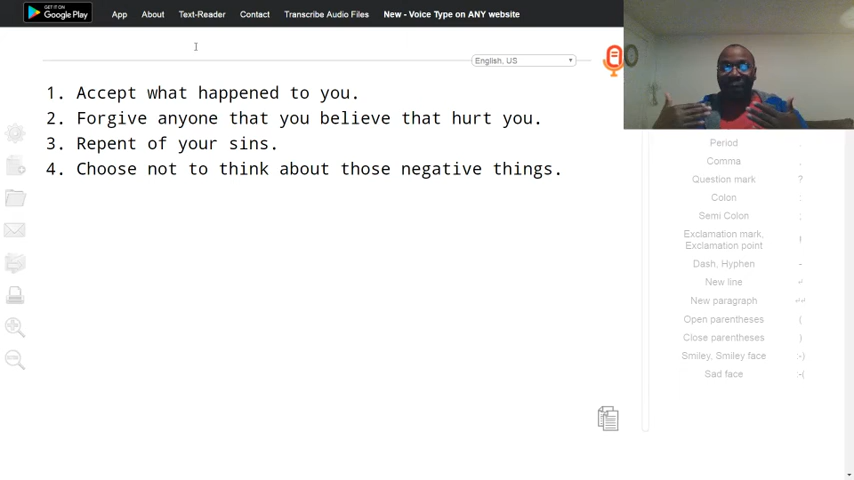 GET IT ON
Google Play
App
About
Text-Reader
Contact
Transcribe Audio Files
New - Voice Type on ANY website
English, US
1. Accept what happened to you.
2. Forgive anyone that you believe that hurt you.
3. Repent of your sins.
4. Choose not to think about those negative things.
Period .
Comma ,
Question mark ?
Colon :
Semi Colon ;
Exclamation mark,
Exclamation point !
Dash, Hyphen -
New line ↵
New paragraph ↵↵
Open parentheses (
Close parentheses )
Smiley, Smiley face :-)
Sad face :-(